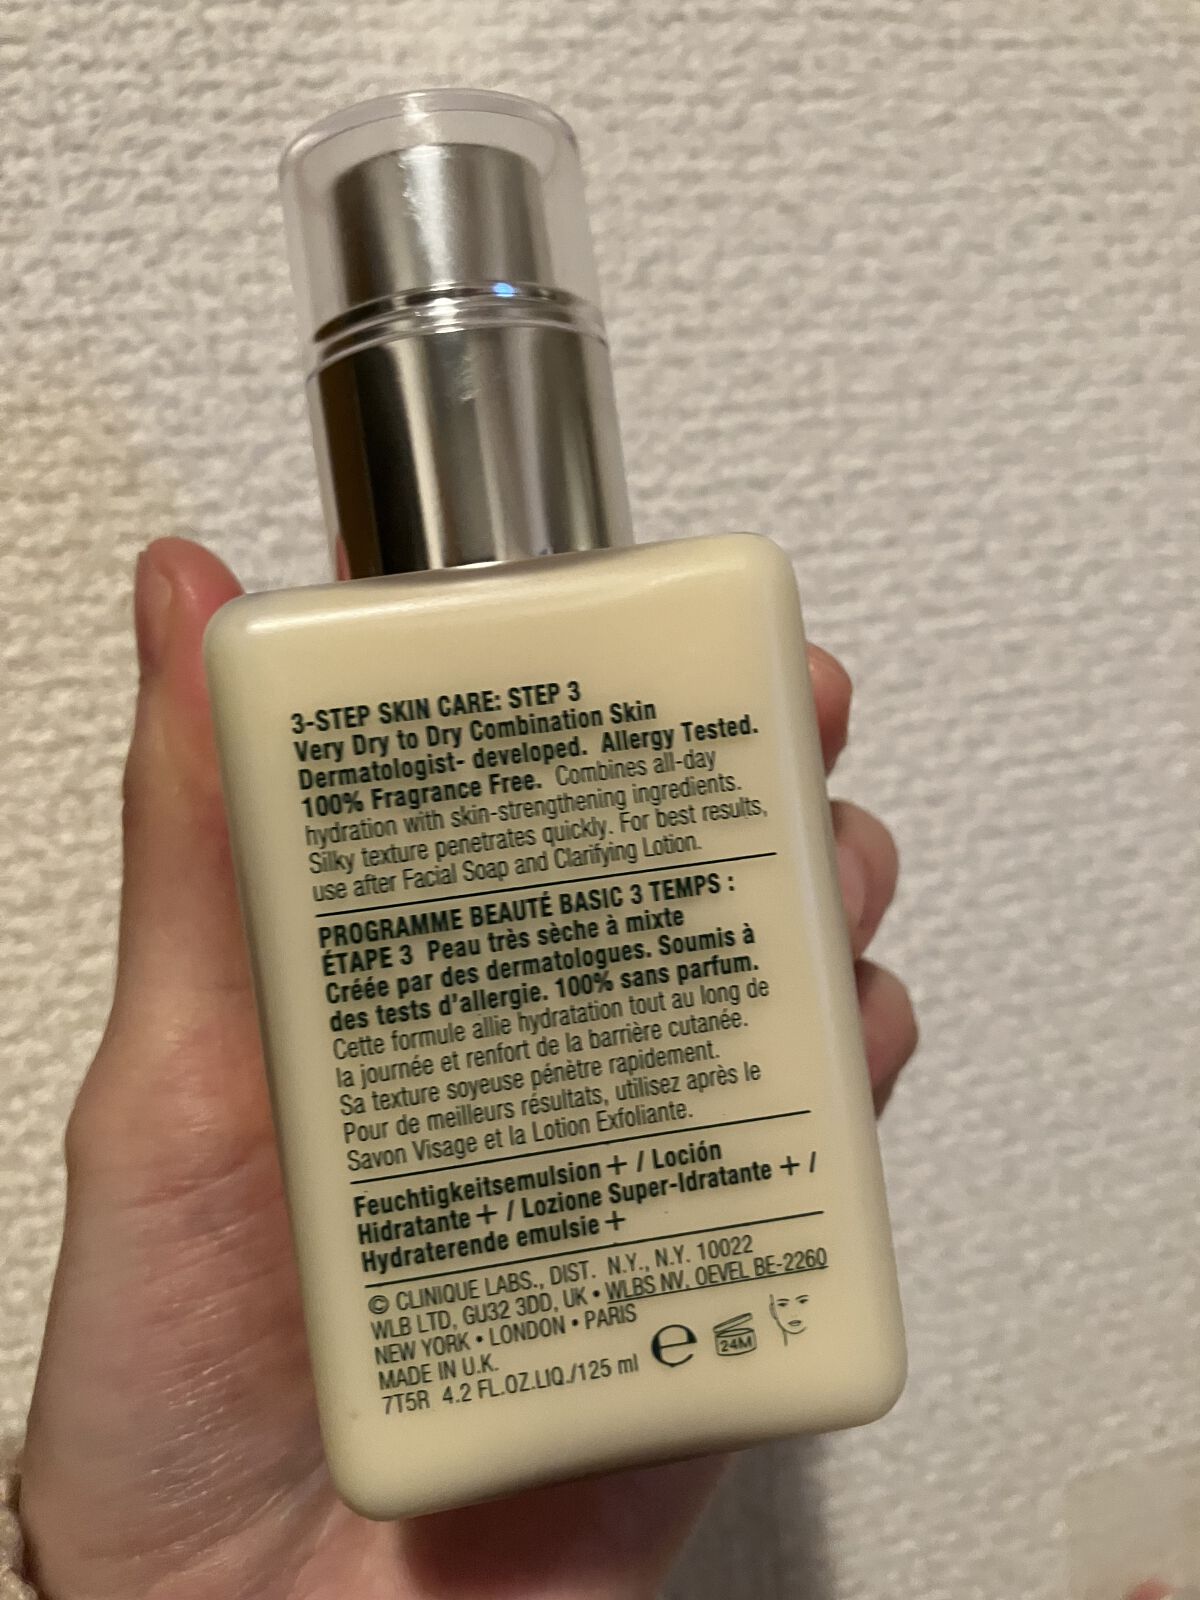 3-STEP SKIN CARE: STEP 3
Very Dry to Dry Combination Skin
Dermatologist- developed. Allergy Tested.
100% Fragrance Free. Combines all-day
hydration with skin-strengthening ingredients.
Silky texture penetrates quickly. For best results,
use after Facial Soap and Clarifying Lotion.
PROGRAMME BEAUTÉ BASIC 3 TEMPS :
ÉTAPE 3 Peau très sèche à mixte
Créée par des dermatologues. Soumis à
des tests d'allergie. 100% sans parfum.
Cette formule allie hydratation tout au long de
la journée et renfort de la barrière cutanée.
Sa texture soyeuse pénètre rapidement.
Pour de meilleurs résultats, utilisez après le
Savon Visage et la Lotion Exfoliante.
Feuchtigkeitsemulsion + / Loción
Hidratante + / Lozione Super-Idratante + /
Hydraterende emulsie +
© CLINIQUE LABS., DIST. N.Y., N.Y. 10022
WLB LTD, GU32 3DD, UK • WLBS NV, OEVEL BE-2260
NEW YORK • LONDON • PARIS
MADE IN U.K.
7T5R 4.2 FL.OZ.LIQ./125 ml ℮ 24M